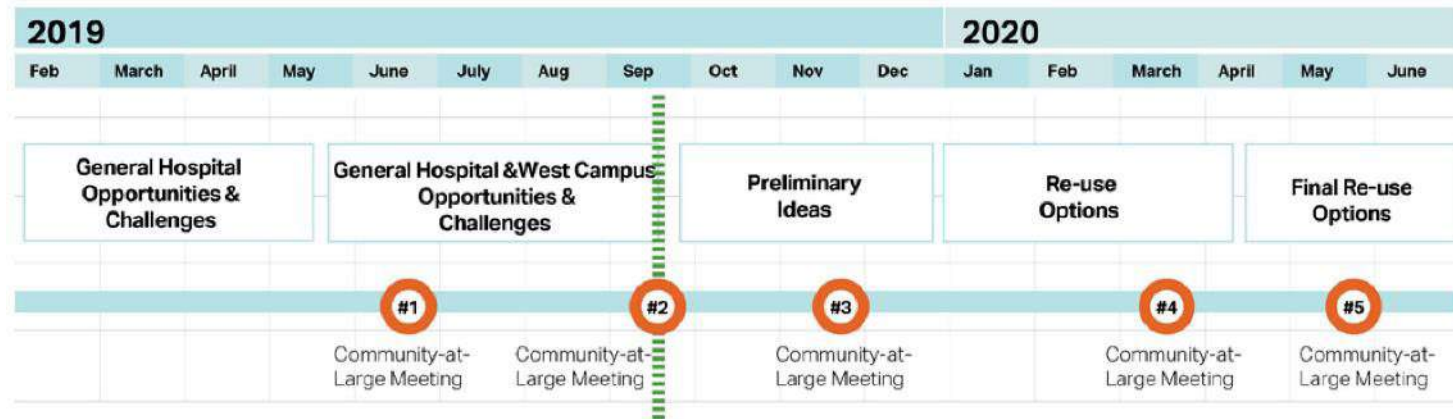 2019 2020
Feb March April May June July Aug Sep Oct Nov Dec Jan Feb March April May June
General Hospital
Opportunities &
Challenges
General Hospital &West Campus
Opportunities &
Challenges
Preliminary
Ideas
Re-use
Options
Final Re-use
Options
#1 #2 #3 #4 #5
Community-at-
Large Meeting
Community-at-
Large Meeting
Community-at-
Large Meeting
Community-at-
Large Meeting
Community-at-
Large Meeting